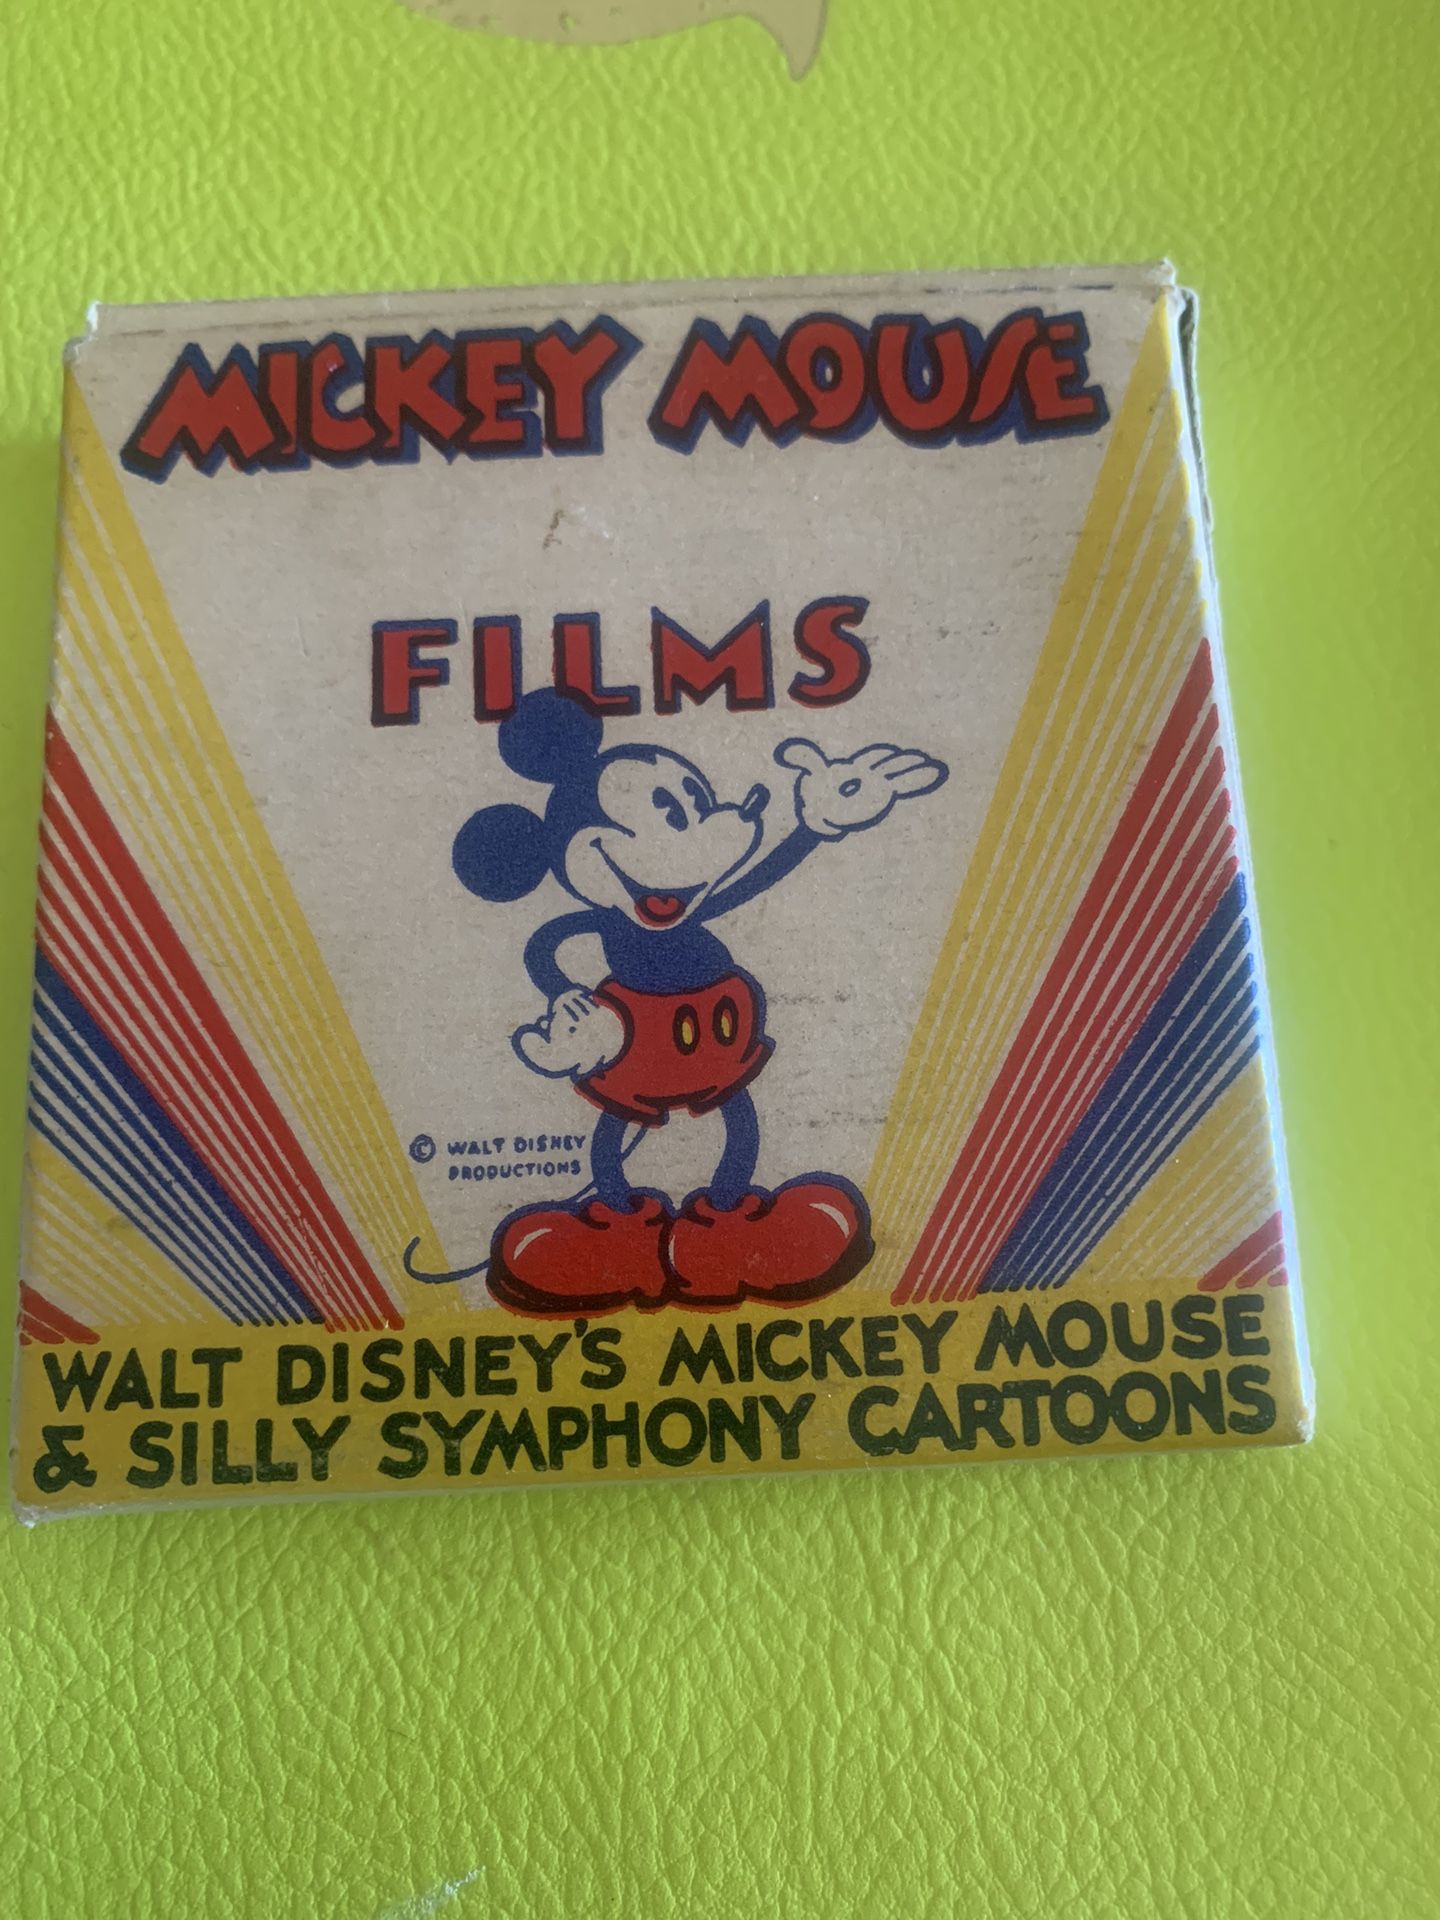 MICKEY MOUSE
FILMS
© WALT DISNEY
PRODUCTIONS
WALT DISNEY'S MICKEY MOUSE
& SILLY SYMPHONY CARTOONS